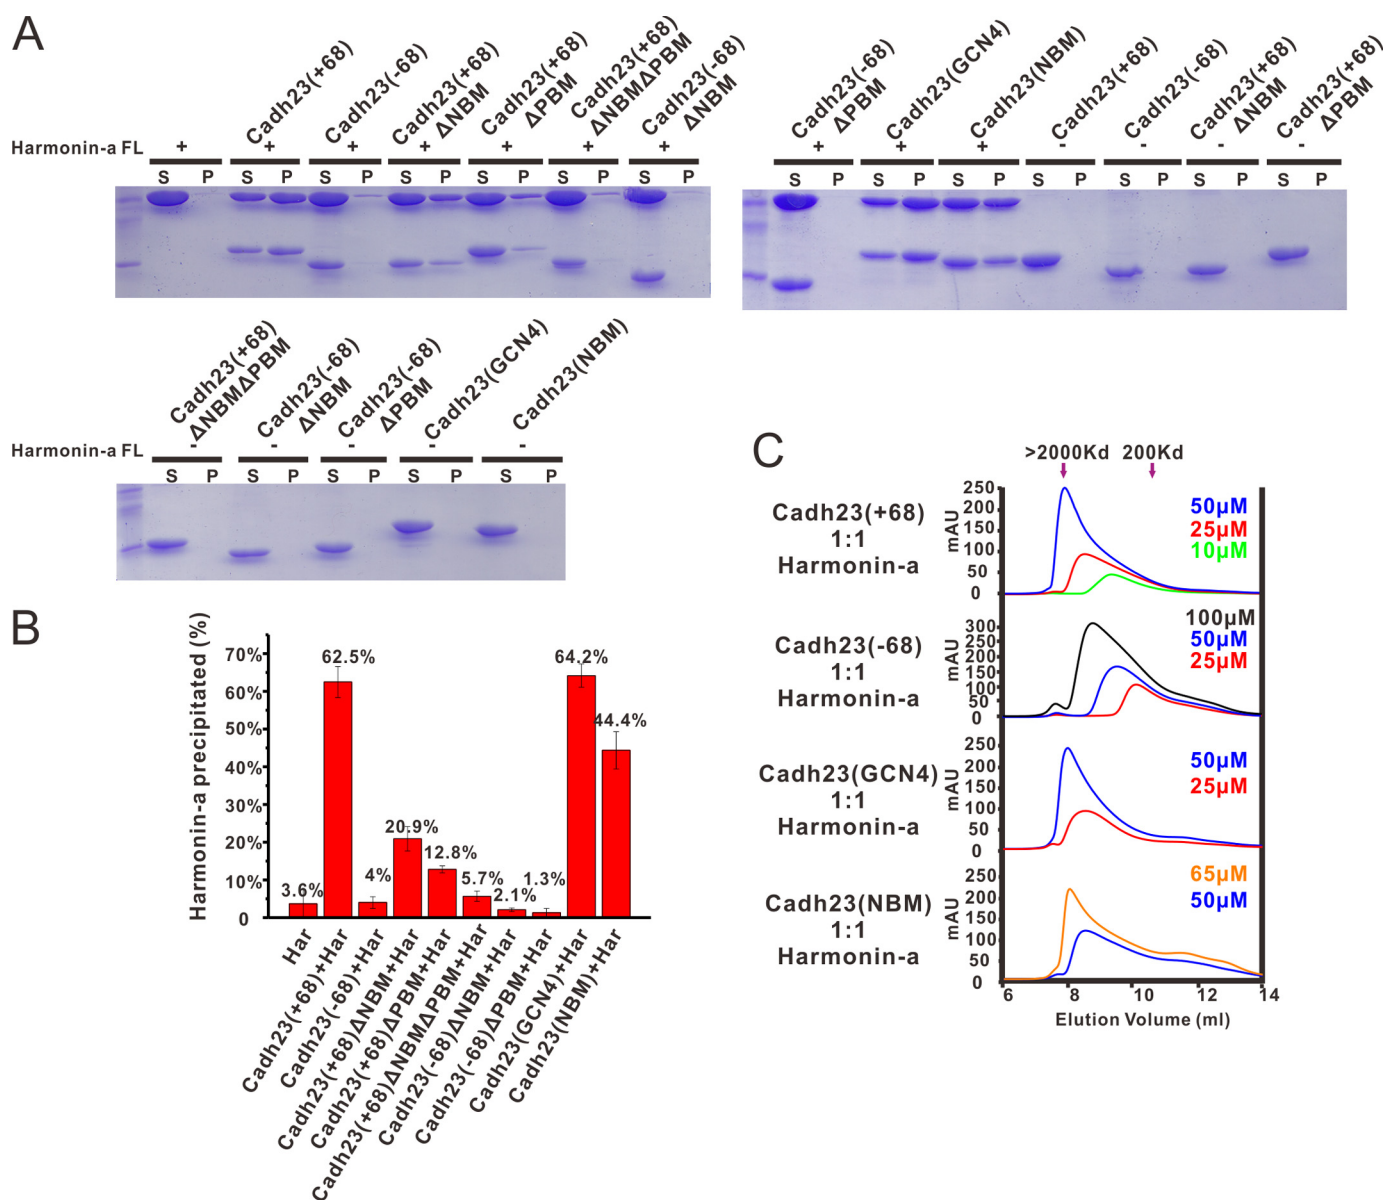 A
Cadh23(+68)
Cadh23(-68)
Cadh23(+68)
ΔNBM
Cadh23(+68)
ΔPBM
Cadh23(+68)
ΔNBMΔPBM
Cadh23(-68)
ΔNBM
Harmonin-a FL + + + + + + +
S P S P S P S P S P S P S P
Cadh23(-68)
ΔPBM
Cadh23(GCN4)
Cadh23(NBM)
Cadh23(+68)
Cadh23(-68)
Cadh23(+68)
ΔNBM
Cadh23(+68)
ΔPBM
+ + + - - - -
S P S P S P S P S P S P S P
Cadh23(+68)
ΔNBMΔPBM
Cadh23(-68)
ΔNBM
Cadh23(-68)
ΔPBM
Cadh23(GCN4)
Cadh23(NBM)
Harmonin-a FL - - - - -
S P S P S P S P S P
B
Harmonin-a precipitated (%)
70%
60%
50%
40%
30%
20%
10%
0
3.6%
62.5%
4%
20.9%
12.8%
5.7%
2.1%
1.3%
64.2%
44.4%
Har
Cadh23(+68)+Har
Cadh23(-68)+Har
Cadh23(+68)ΔNBM+Har
Cadh23(+68)ΔPBM+Har
Cadh23(+68)ΔNBMΔPBM+Har
Cadh23(-68)ΔNBM+Har
Cadh23(-68)ΔPBM+Har
Cadh23(GCN4)+Har
Cadh23(NBM)+Har
C
>2000Kd 200Kd
Cadh23(+68)
1:1
Harmonin-a
mAU
250
200
150
100
50
0
50μM
25μM
10μM
Cadh23(-68)
1:1
Harmonin-a
mAU
300
250
200
150
100
50
0
100μM
50μM
25μM
Cadh23(GCN4)
1:1
Harmonin-a
mAU
250
200
150
100
50
0
50μM
25μM
Cadh23(NBM)
1:1
Harmonin-a
mAU
250
200
150
100
50
0
65μM
50μM
6 8 10 12 14
Elution Volume (ml)